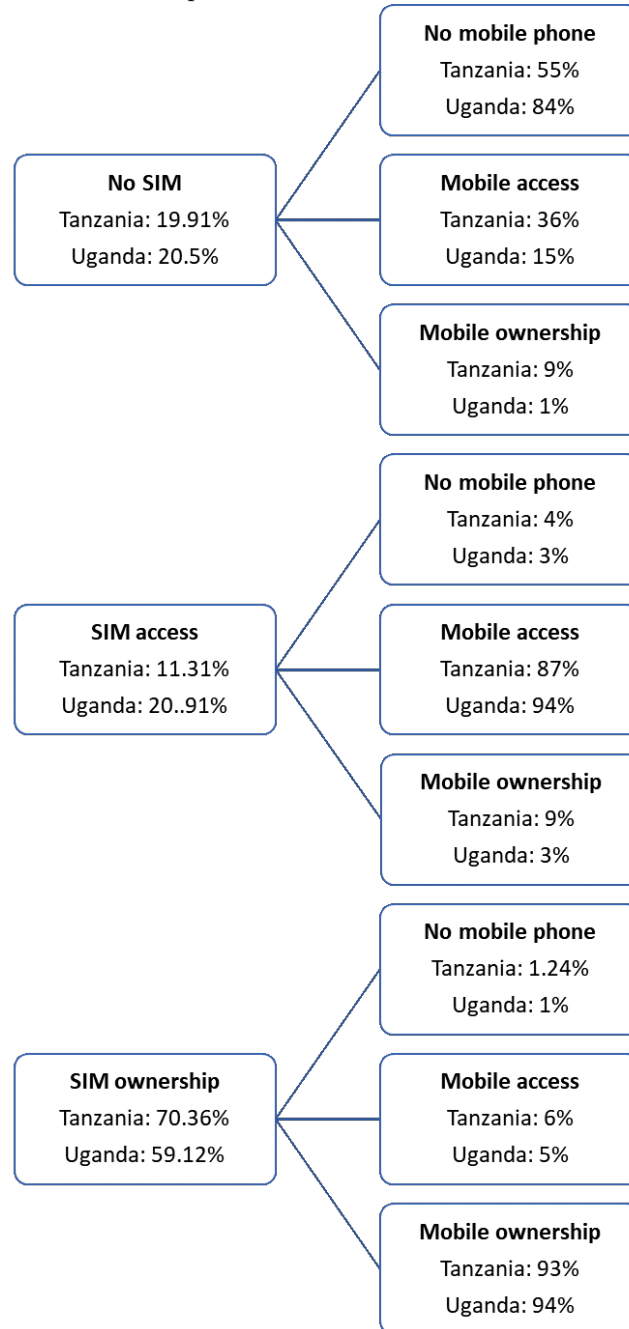 No mobile phone
Tanzania: 55%
Uganda: 84%
No SIM
Tanzania: 19.91%
Uganda: 20.5%
Mobile access
Tanzania: 36%
Uganda: 15%
Mobile ownership
Tanzania: 9%
Uganda: 1%
No mobile phone
Tanzania: 4%
Uganda: 3%
SIM access
Tanzania: 11.31%
Uganda: 20..91%
Mobile access
Tanzania: 87%
Uganda: 94%
Mobile ownership
Tanzania: 9%
Uganda: 3%
No mobile phone
Tanzania: 1.24%
Uganda: 1%
SIM ownership
Tanzania: 70.36%
Uganda: 59.12%
Mobile access
Tanzania: 6%
Uganda: 5%
Mobile ownership
Tanzania: 93%
Uganda: 94%